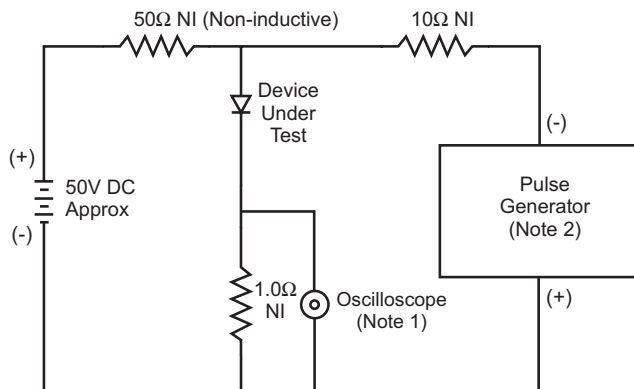 50Ω NI (Non-inductive)
10Ω NI
Device
Under
Test
(-)
(+)
50V DC
Approx
(-)
Pulse
Generator
(Note 2)
1.0Ω
NI
Oscilloscope
(Note 1)
(+)